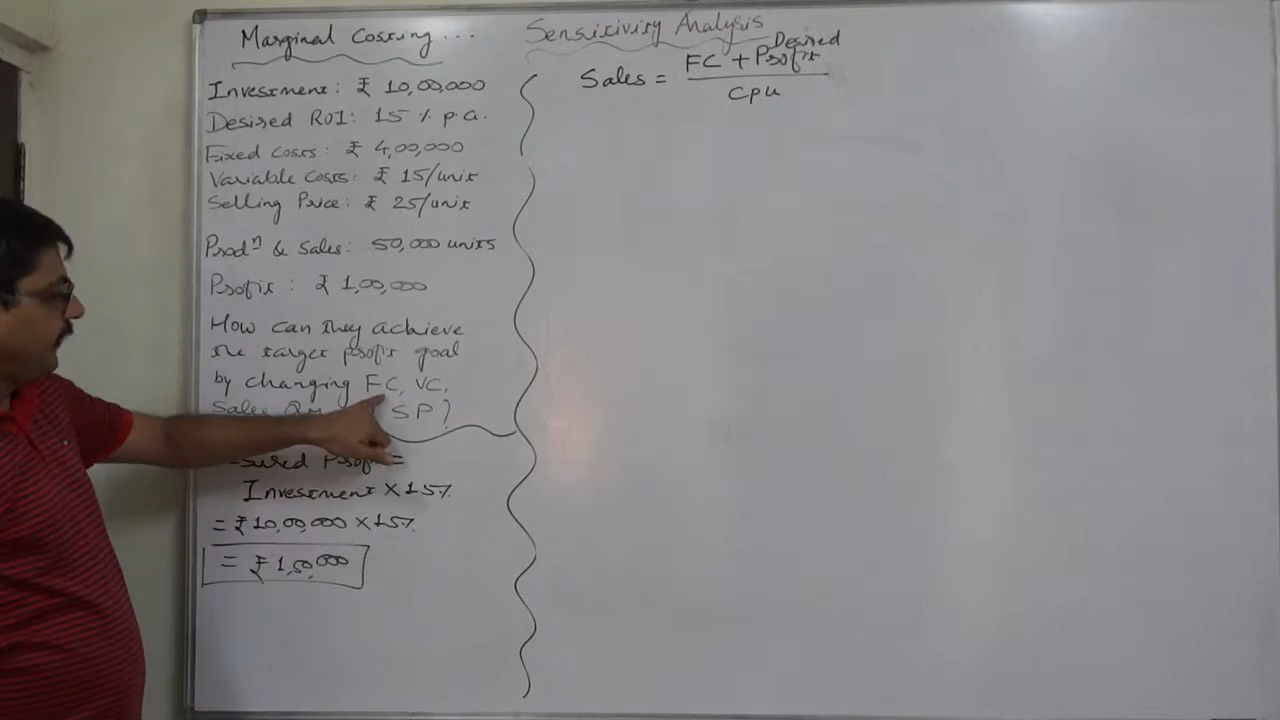 Marginal Costing...
Sensitivity Analysis
Investment: ₹ 10,00,000
Desired ROI: 15 % p.a.
Fixed Costs: ₹ 4,00,000
Variable Costs: ₹ 15/unit
Selling Price: ₹ 25/unit
Prodⁿ & Sales: 50,000 units
Profit: ₹ 1,00,000
How can they achieve
the target profit goal
by changing FC, VC,
Sales SP?
Profit =
Investment × 15%
= ₹ 10,00,000 × 15%
= ₹ 1,50,000
Desired
Sales = FC + Profit
Cpu